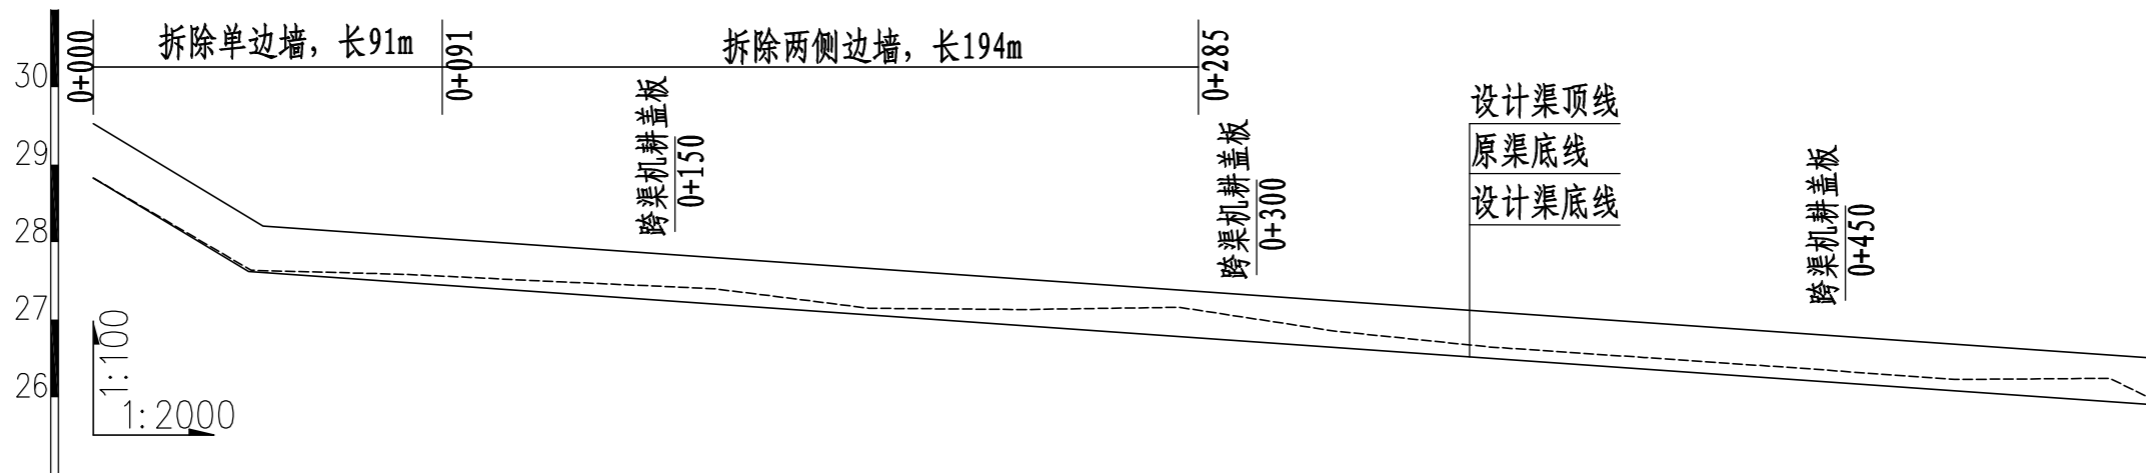 拆除单边墙，长91m
拆除两侧边墙，长194m
0+000
0+091
0+285
30
29
28
27
26
跨渠机耕盖板
0+150
跨渠机耕盖板
0+300
设计渠顶线
原渠底线
设计渠底线
跨渠机耕盖板
0+450
1:100
1:2000